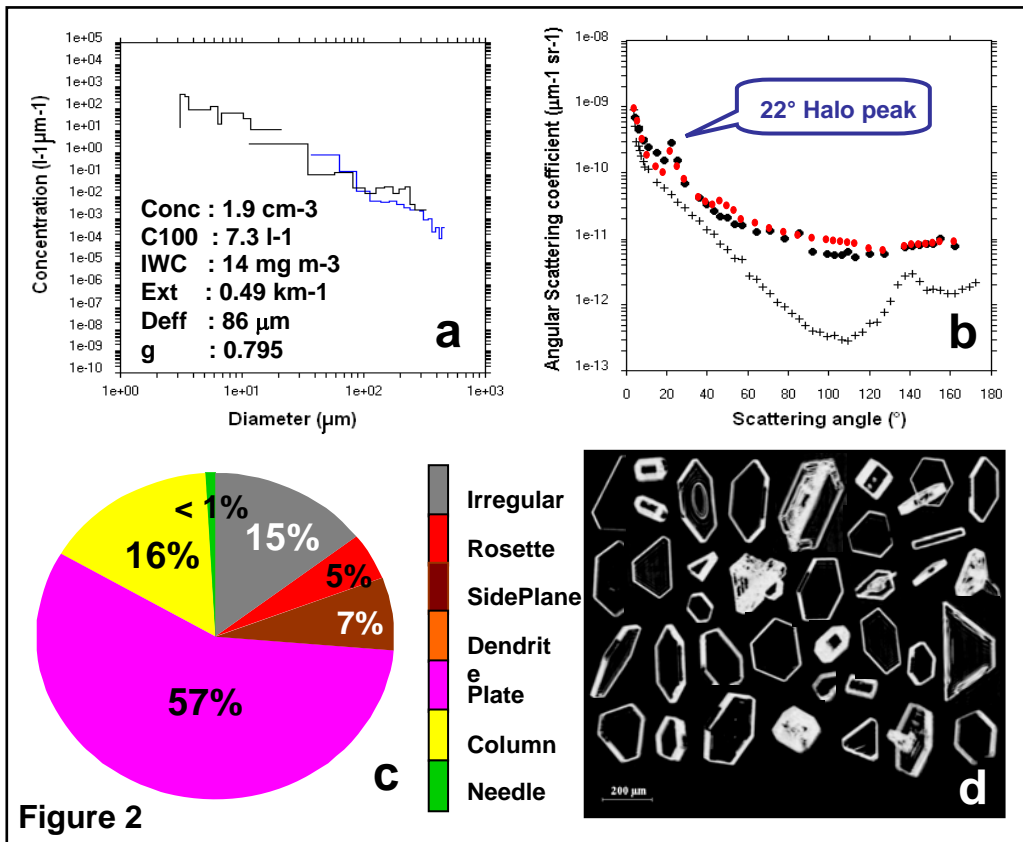 1e+05
1e+04
1e+03
1e+02
1e+01
1e+00
1e-01
1e-02
1e-03
1e-04
1e-05
1e-06
1e-07
1e-08
1e-09
1e-10
Concentration (l-1µm-1)
Conc : 1.9 cm-3
C100 : 7.3 l-1
IWC : 14 mg m-3
Ext : 0.49 km-1
Deff : 86 µm
g : 0.795
a
1e+00 1e+01 1e+02 1e+03
Diameter (µm)
1e-08
1e-09
1e-10
1e-11
1e-12
1e-13
Angular Scattering coefficient (µm-1 sr-1)
22° Halo peak
b
0 20 40 60 80 100 120 140 160 180
Scattering angle (°)
< 1%
15%
16%
5%
7%
57%
c
Irregular
Rosette
SidePlane
Dendrit
e
Plate
Column
Needle
200 µm
d
Figure 2